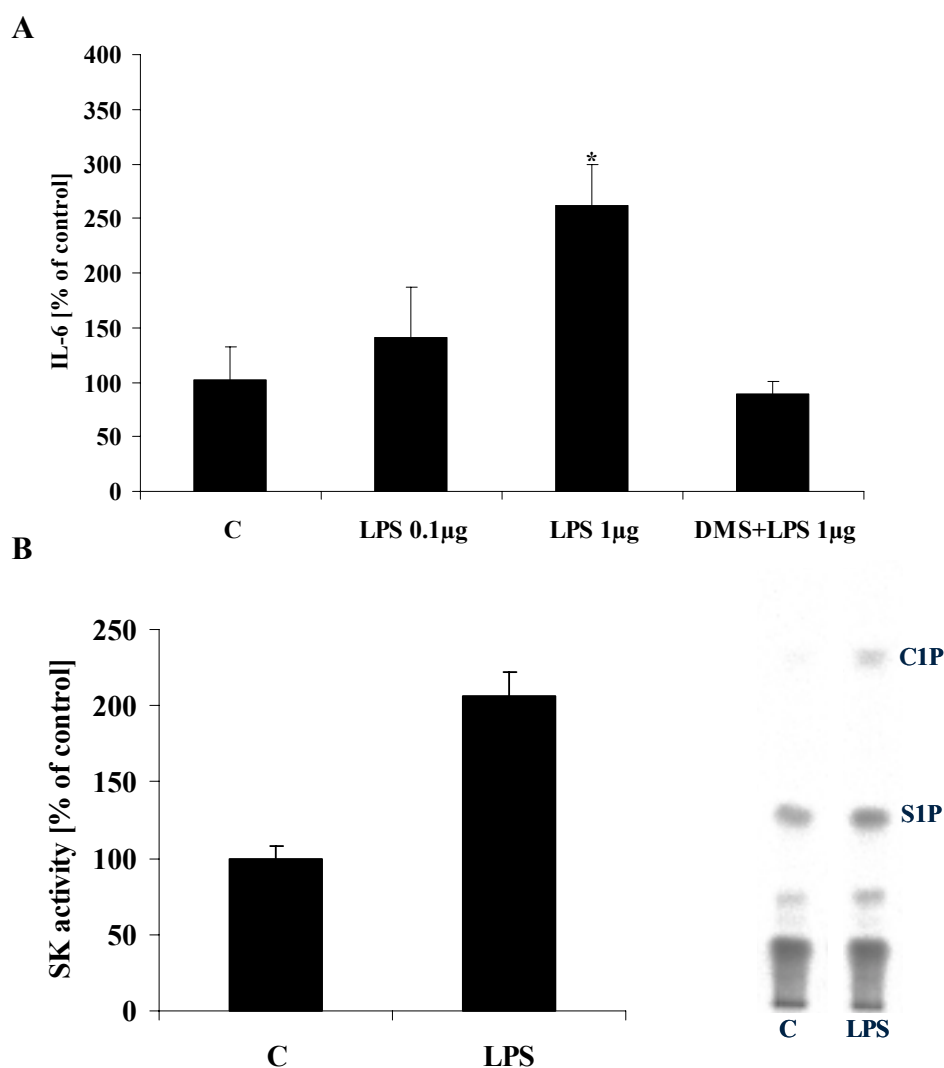 A
400
350
300
250
200
150
100
50
0
IL-6 [% of control]
*
C
LPS 0.1µg
LPS 1µg
DMS+LPS 1µg
B
250
200
150
100
50
0
SK activity [% of control]
C
LPS
C1P
S1P
C
LPS